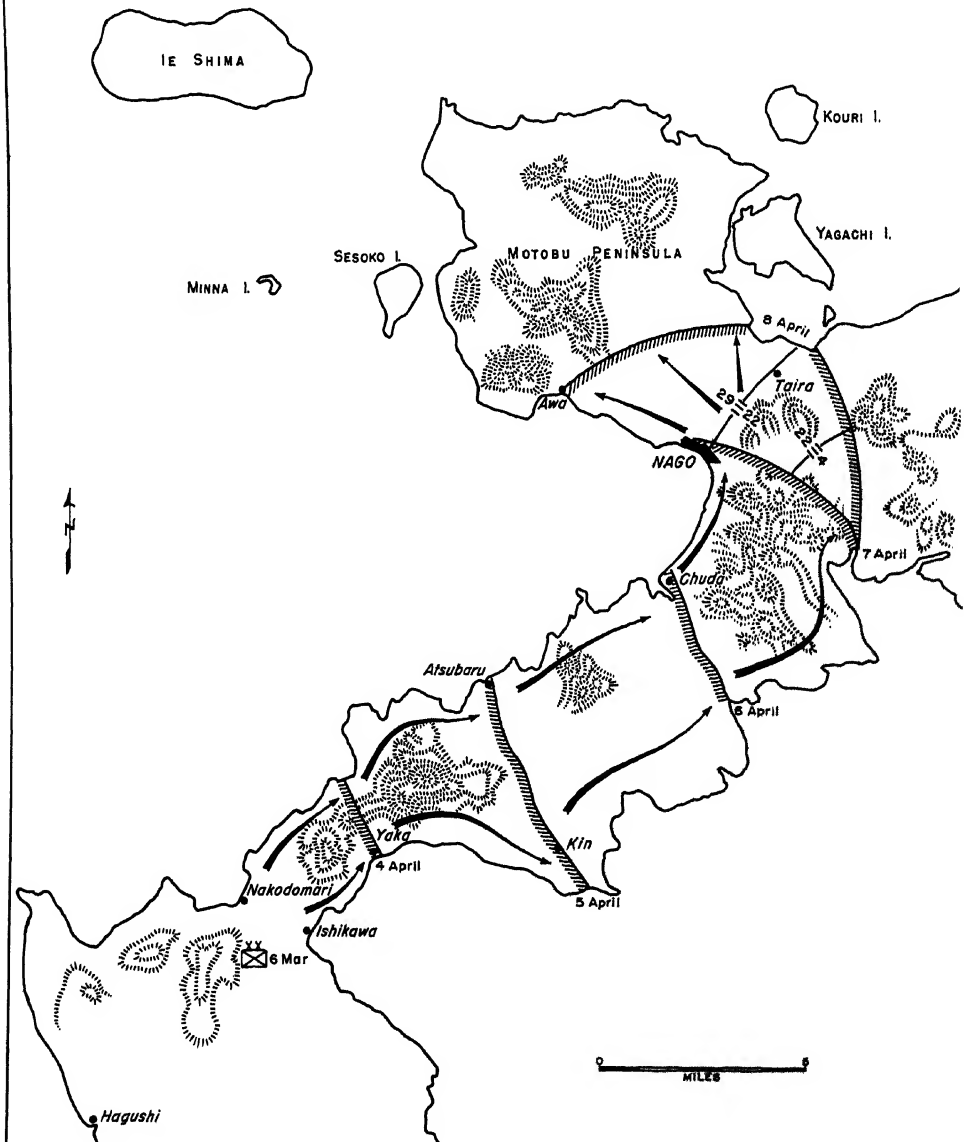 IE SHIMA
KOURI I.
YAGACHI I.
SESOKO I.
MOTOBU PENINSULA
MINNA I.
8 April
Taira
Awa
29 22
22 4
NAGO
N
7 April
Chuda
Atsubaru
6 April
Yaka
Kin
4 April
Nakodomari
5 April
Ishikawa
XX
6 Mar
0 5
MILES
Hagushi